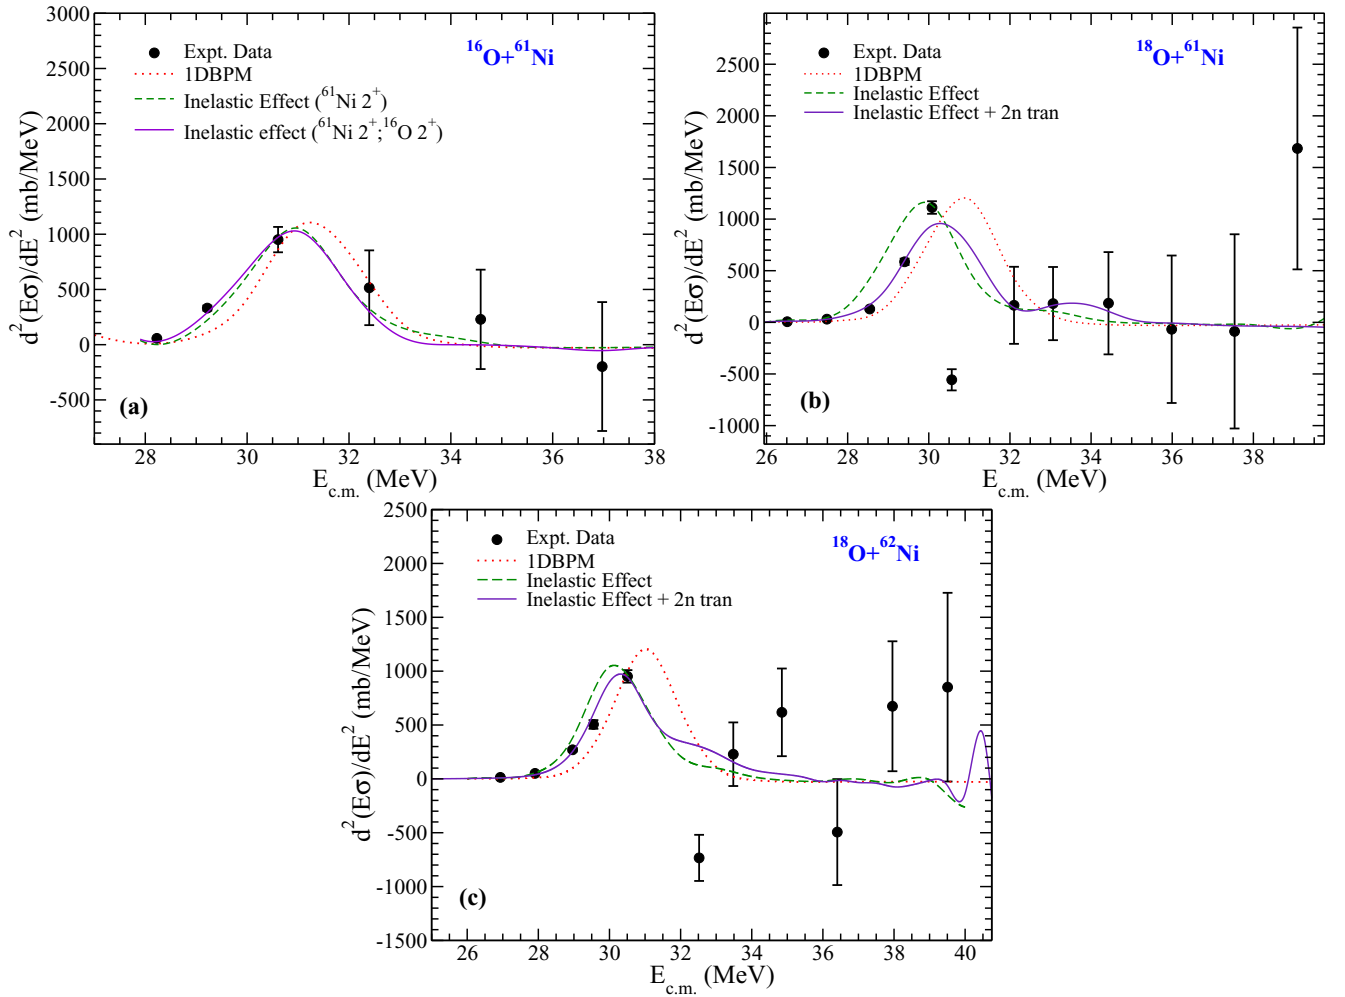 3000
2500
2000
1500
1000
500
0
-500
d²(Eσ)/dE² (mb/MeV)
Expt. Data
1DBPM
Inelastic Effect (⁶¹Ni 2⁺)
Inelastic effect (⁶¹Ni 2⁺;¹⁶O 2⁺)
¹⁶O+⁶¹Ni
(a)
28 30 32 34 36 38
E_c.m. (MeV)
2500
2000
1500
1000
500
0
-500
-1000
d²(Eσ)/dE² (mb/MeV)
Expt. Data
1DBPM
Inelastic Effect
Inelastic Effect + 2n tran
¹⁸O+⁶¹Ni
(b)
26 28 30 32 34 36 38
E_c.m. (MeV)
2500
2000
1500
1000
500
0
-500
-1000
-1500
d²(Eσ)/dE² (mb/MeV)
Expt. Data
1DBPM
Inelastic Effect
Inelastic Effect + 2n tran
¹⁸O+⁶²Ni
(c)
26 28 30 32 34 36 38 40
E_c.m. (MeV)